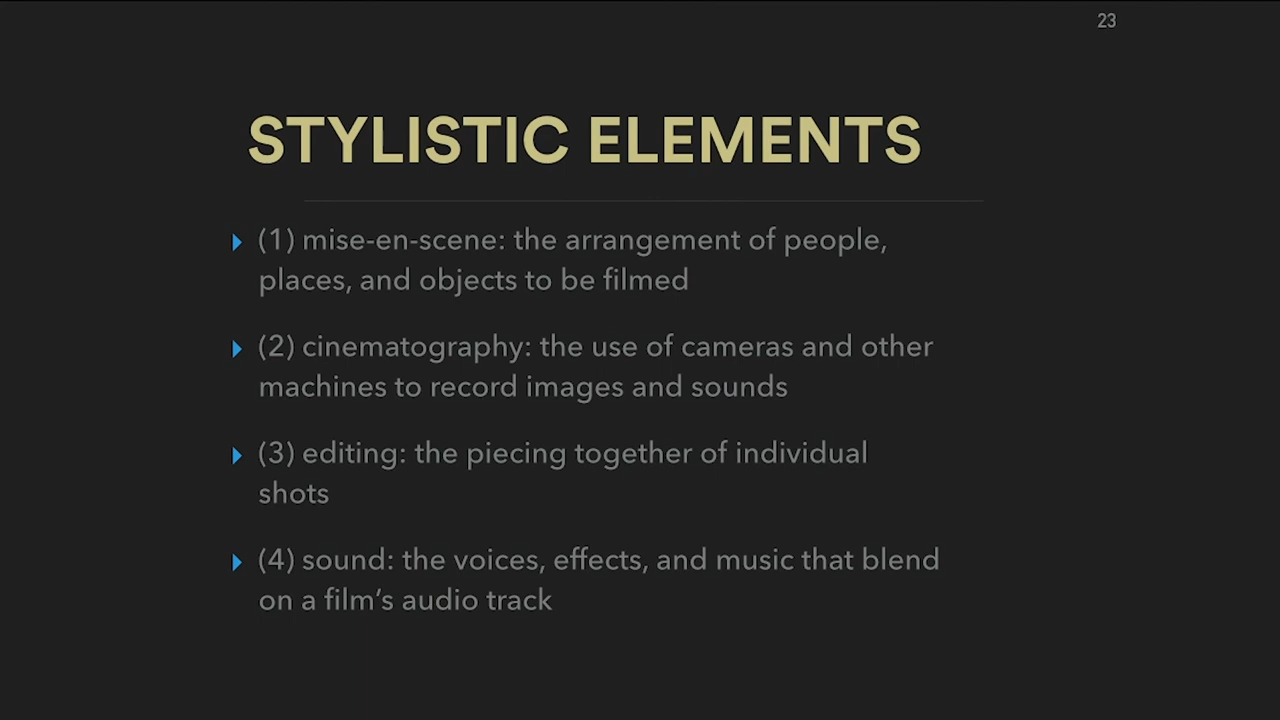 23
STYLISTIC ELEMENTS
(1) mise-en-scene: the arrangement of people,
places, and objects to be filmed
(2) cinematography: the use of cameras and other
machines to record images and sounds
(3) editing: the piecing together of individual
shots
(4) sound: the voices, effects, and music that blend
on a film’s audio track